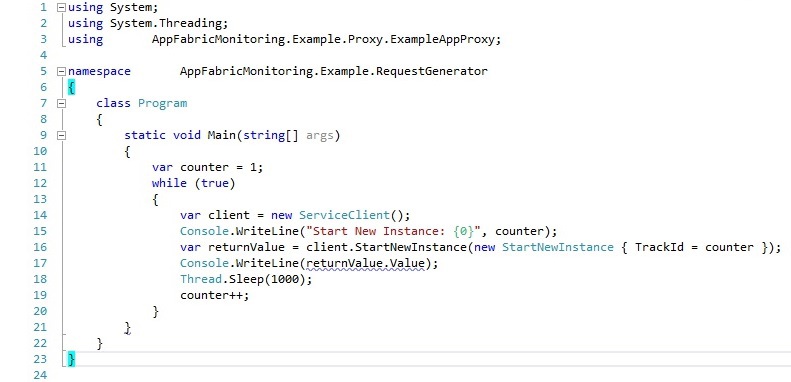 1 using System;
2 using System.Threading;
3 using AppFabricMonitoring.Example.Proxy.ExampleAppProxy;
4
5 namespace AppFabricMonitoring.Example.RequestGenerator
6 {
7 class Program
8 {
9 static void Main(string[] args)
10 {
11 var counter = 1;
12 while (true)
13 {
14 var client = new ServiceClient();
15 Console.WriteLine("Start New Instance: {0}", counter);
16 var returnValue = client.StartNewInstance(new StartNewInstance { TrackId = counter });
17 Console.WriteLine(returnValue.Value);
18 Thread.Sleep(1000);
19 counter++;
20 }
21 }
22 }
23 }
24